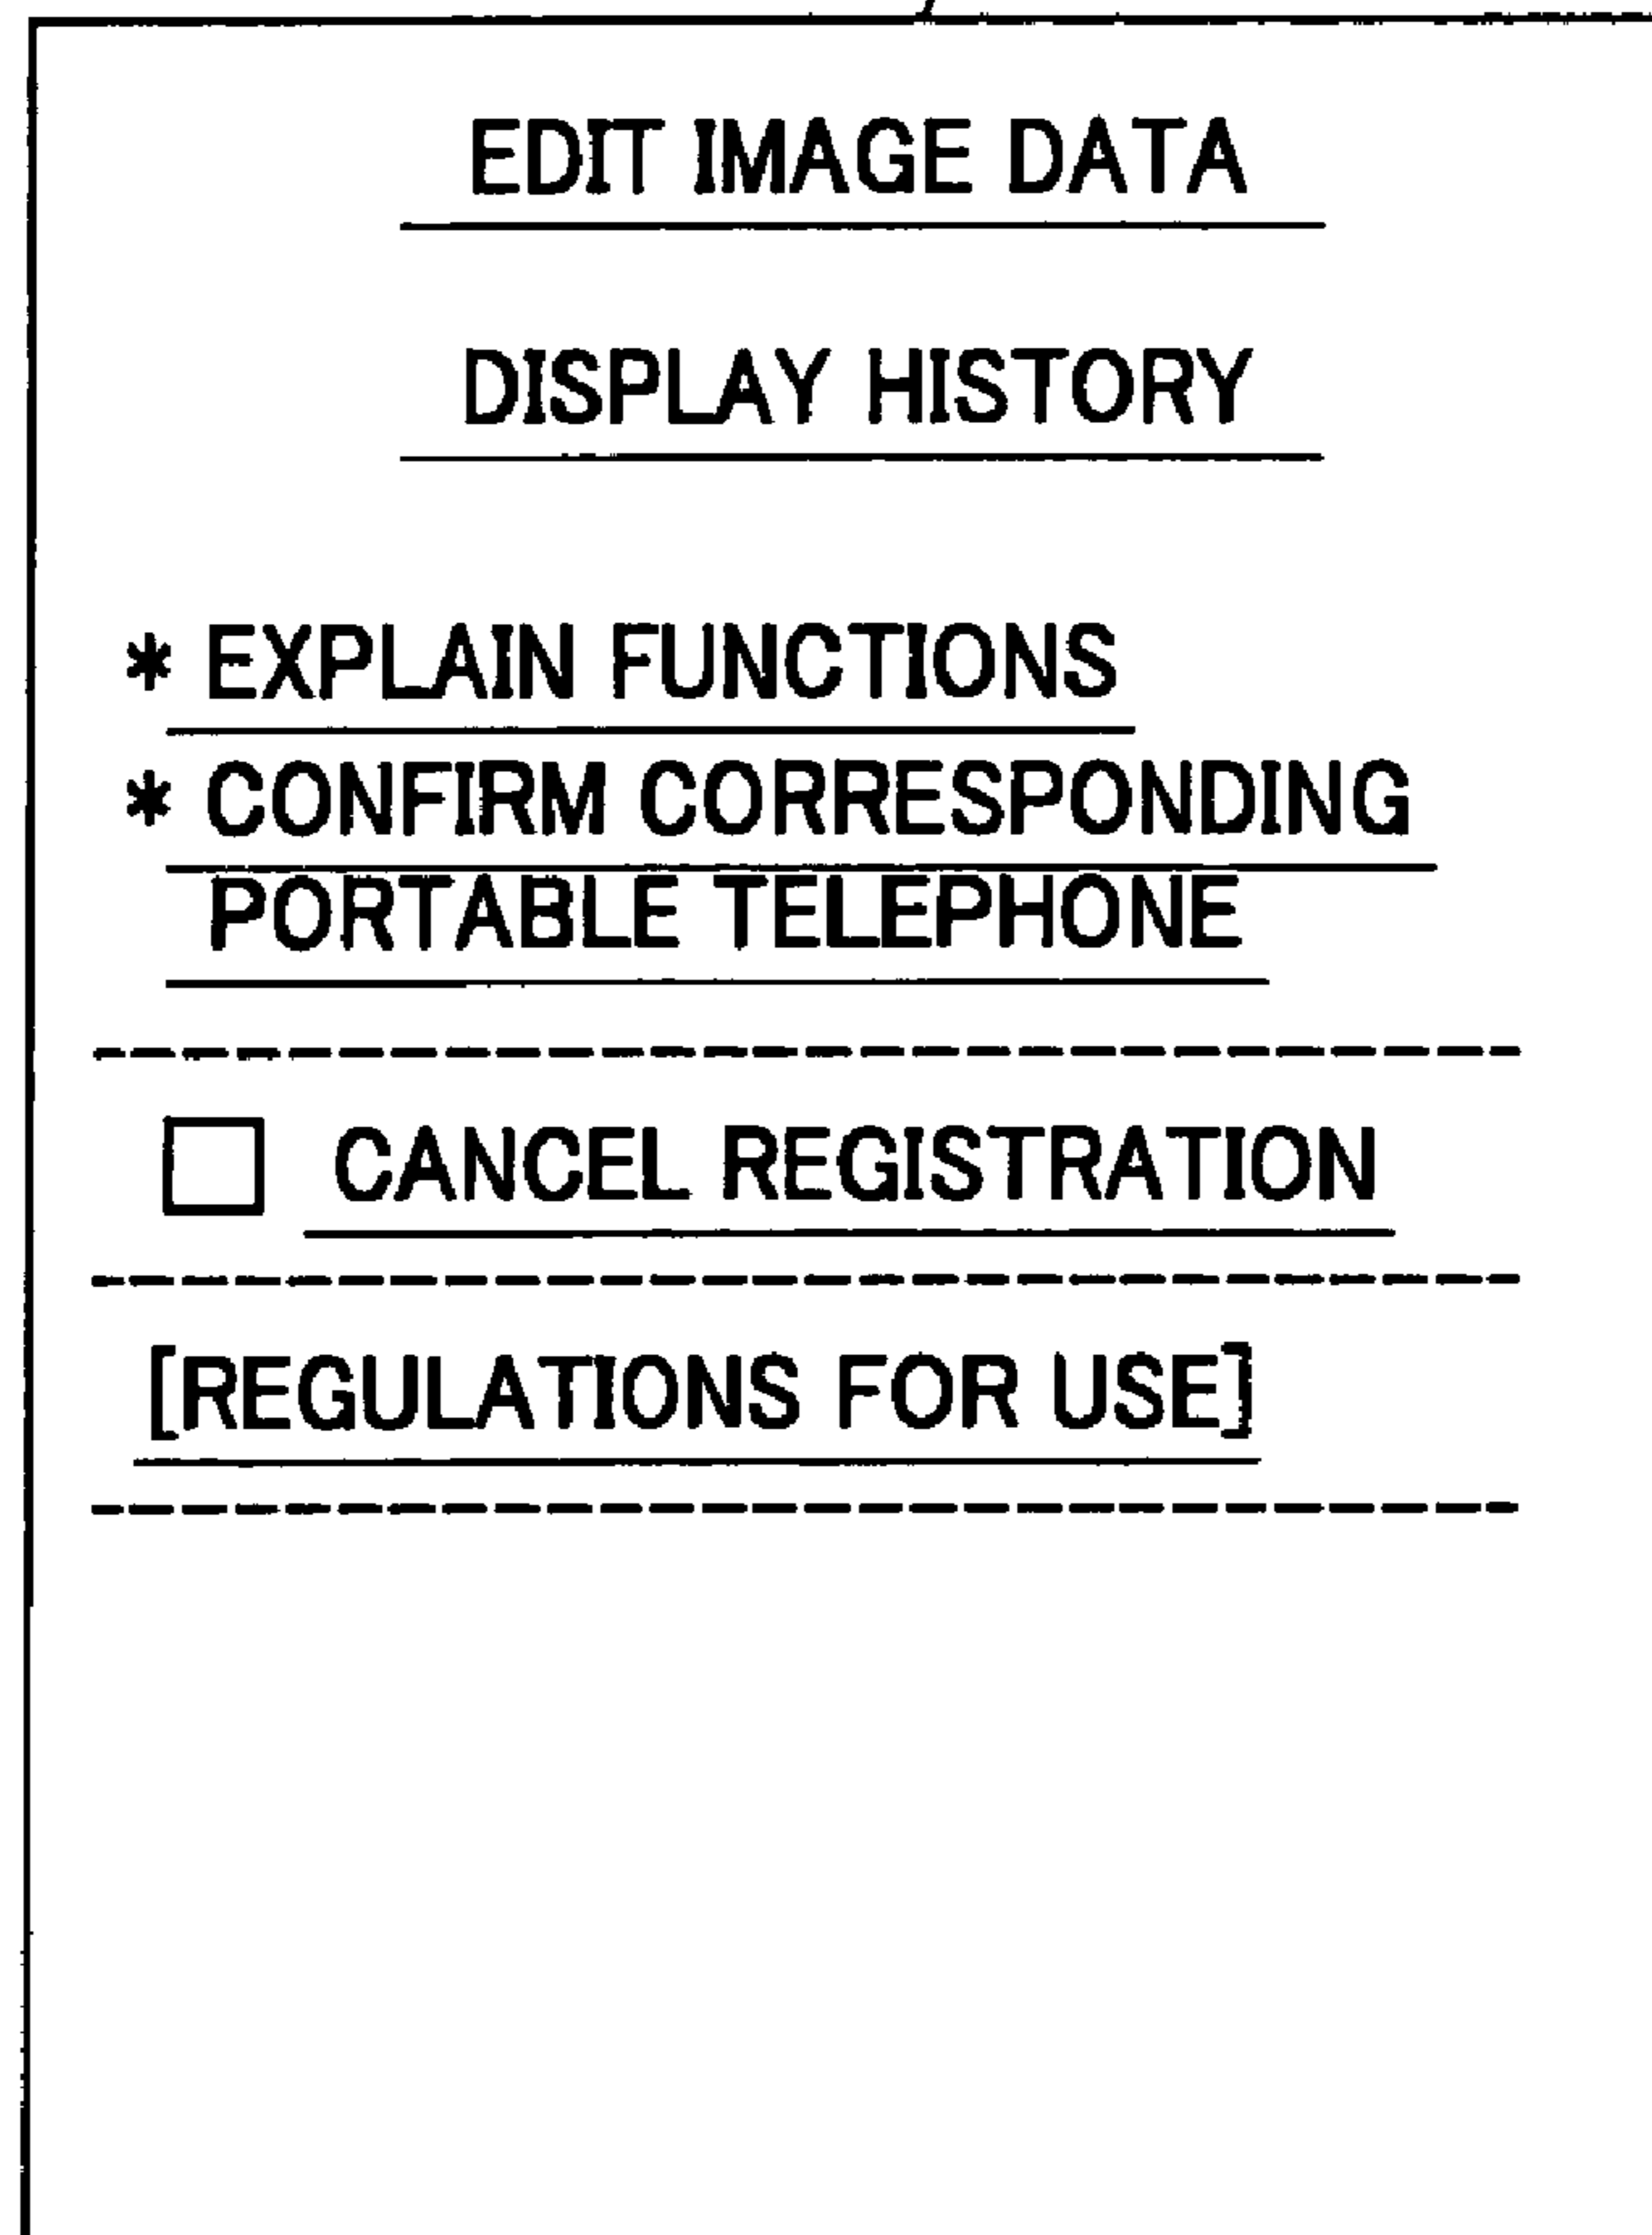 EDIT IMAGE DATA
DISPLAY HISTORY
* EXPLAIN FUNCTIONS
* CONFIRM CORRESPONDING
PORTABLE TELEPHONE
CANCEL REGISTRATION
[REGULATIONS FOR USE]